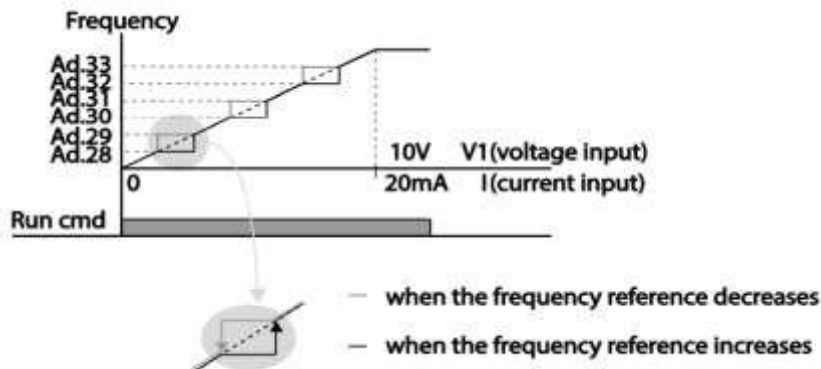 Frequency
Ad.33
Ad.32
Ad.31
Ad.30
Ad.29
Ad.28
0
10V V1(voltage input)
20mA I(current input)
Run cmd
when the frequency reference decreases
when the frequency reference increases